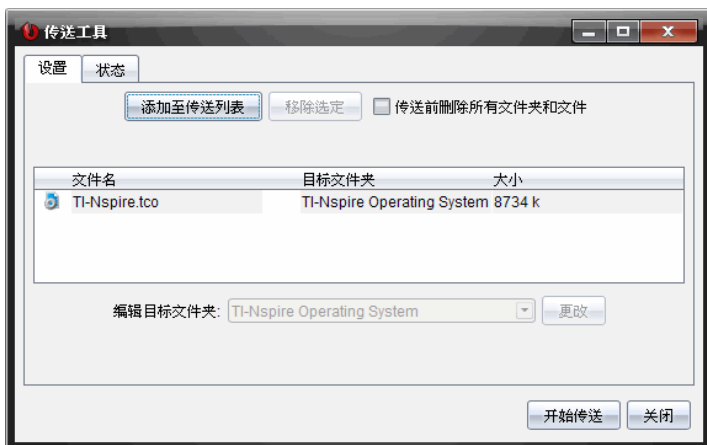 传送工具
设置 状态
添加至传送列表 移除选定 传送前删除所有文件夹和文件
文件名 目标文件夹 大小
TI-Nspire.tco TI-Nspire Operating System 8734 k
编辑目标文件夹: TI-Nspire Operating System 更改
开始传送 关闭